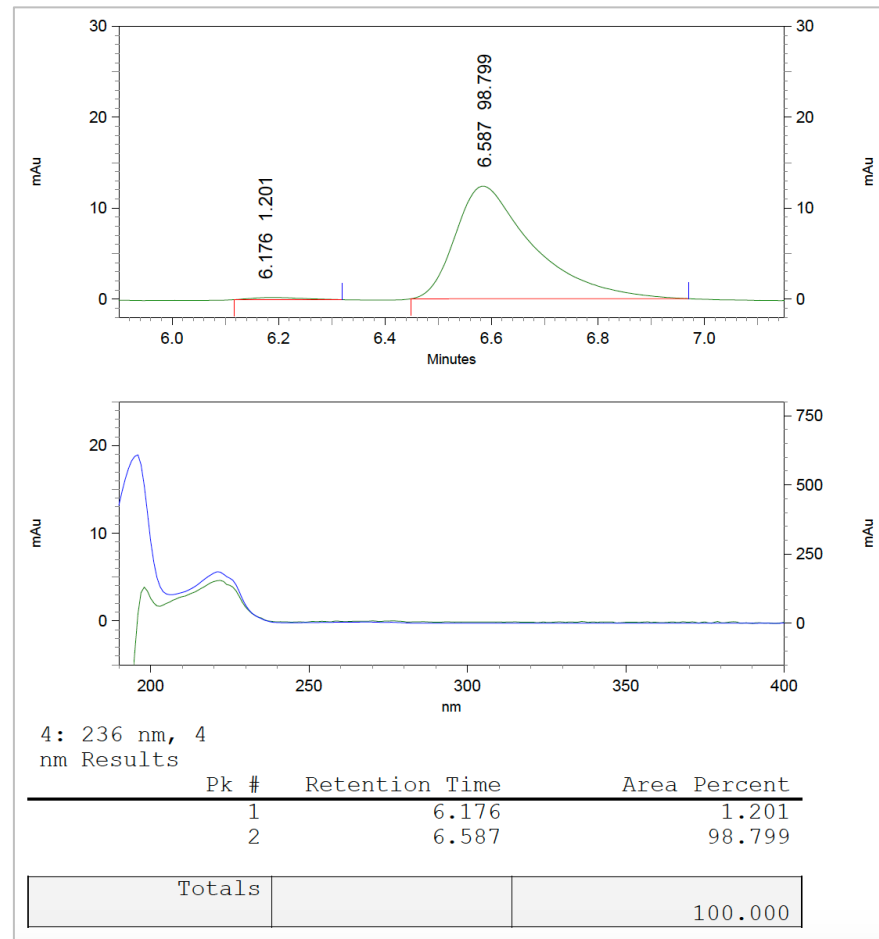 30
30
20
20
10
10
0
0
mAu
mAu
6.176 1.201
6.587 98.799
6.0 6.2 6.4 6.6 6.8 7.0
Minutes
750
20
500
10
250
0
0
mAu
mAu
200 250 300 350 400
nm
4: 236 nm, 4
nm Results
Pk # Retention Time Area Percent
1 6.176 1.201
2 6.587 98.799
Totals
100.000